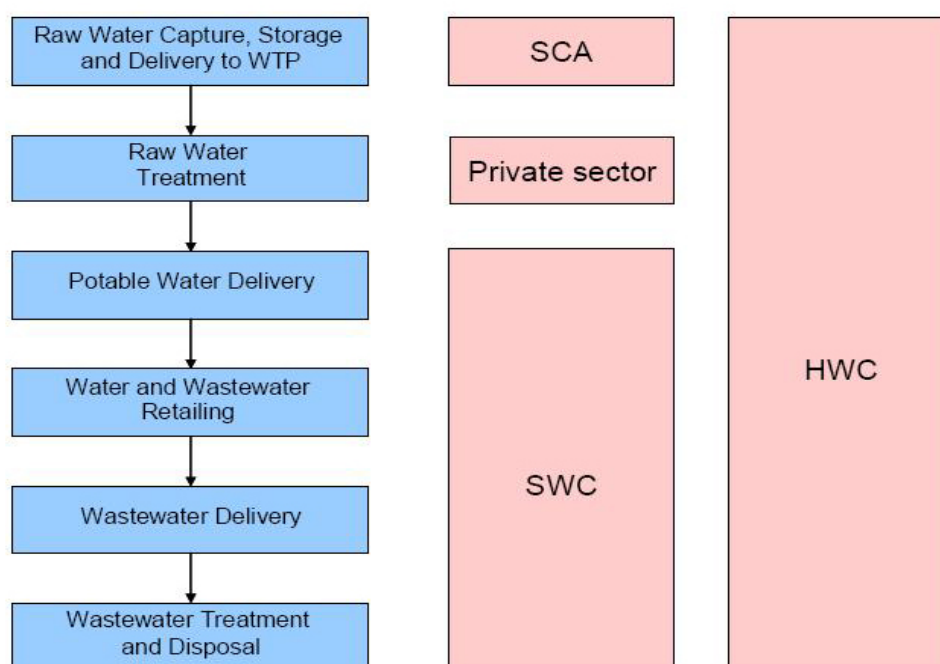 Raw Water Capture, Storage
and Delivery to WTP
SCA
Raw Water
Treatment
Private sector
Potable Water Delivery
HWC
Water and Wastewater
Retailing
SWC
Wastewater Delivery
Wastewater Treatment
and Disposal